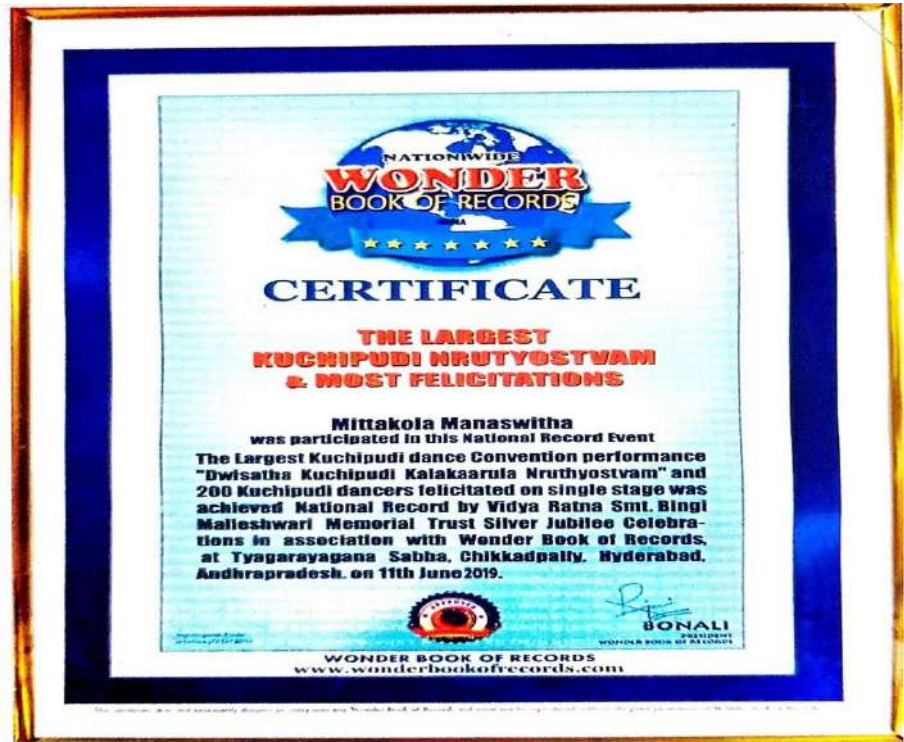 NATIONWIDE
WONDER
BOOK OF RECORDS
INDIA
CERTIFICATE
THE LARGEST
KUCHIPUDI NRUTYOSTVAM
& MOST FELICITATIONS
Mittakola Manaswitha
was participated in this National Record Event
The Largest Kuchipudi dance Convention performance
"Dwisatha Kuchipudi Kalakaarula Nruthyostvam" and
200 Kuchipudi dancers felicitated on single stage was
achieved National Record by Vidya Ratna Smt. Bingi
Malleshwari Memorial Trust Silver Jubilee Celebra-
tions in association with Wonder Book of Records,
at Tyagarayagana Sabha, Chikkadpally, Hyderabad,
Andhrapradesh. on 11th June 2019.
APPROVED
BONALI
PRESIDENT
WONDER BOOK OF RECORDS
WONDER BOOK OF RECORDS
www.wonderbookofrecords.com